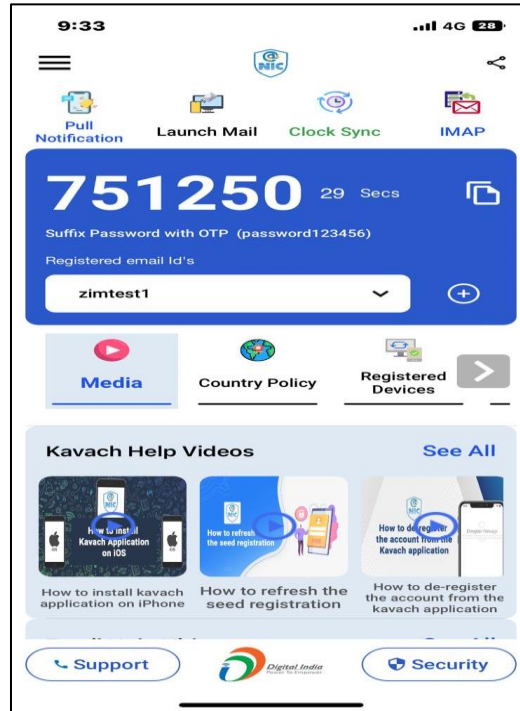 9:33
4G 28
@
NIC
Pull
Notification
Launch Mail
Clock Sync
IMAP
751250 29 Secs
Suffix Password with OTP (password123456)
Registered email Id's
zimtest1
Media
Country Policy
Registered
Devices
Kavach Help Videos
See All
How to install
Kavach Application
on iOS
How to refresh
the seed registration
How to de-register
the account from the
Kavach application
How to install kavach
application on iPhone
How to refresh the
seed registration
How to de-register
the account from the
kavach application
Support
Digital India
Power To Empower
Security